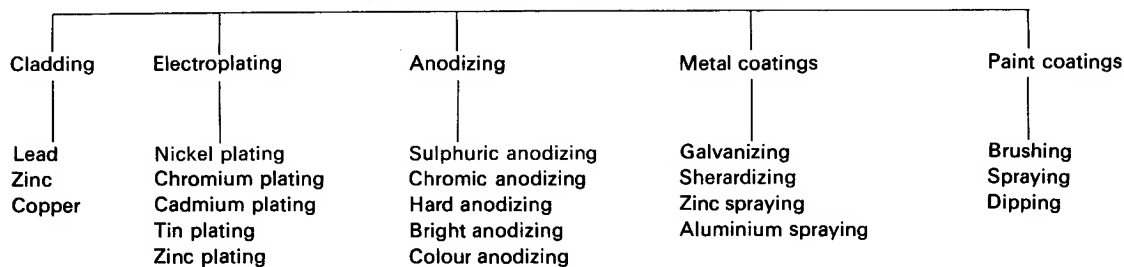 Cladding Electroplating Anodizing Metal coatings Paint coatings
Lead Nickel plating Sulphuric anodizing Galvanizing Brushing
Zinc Chromium plating Chromic anodizing Sherardizing Spraying
Copper Cadmium plating Hard anodizing Zinc spraying Dipping
Tin plating Bright anodizing Aluminium spraying
Zinc plating Colour anodizing